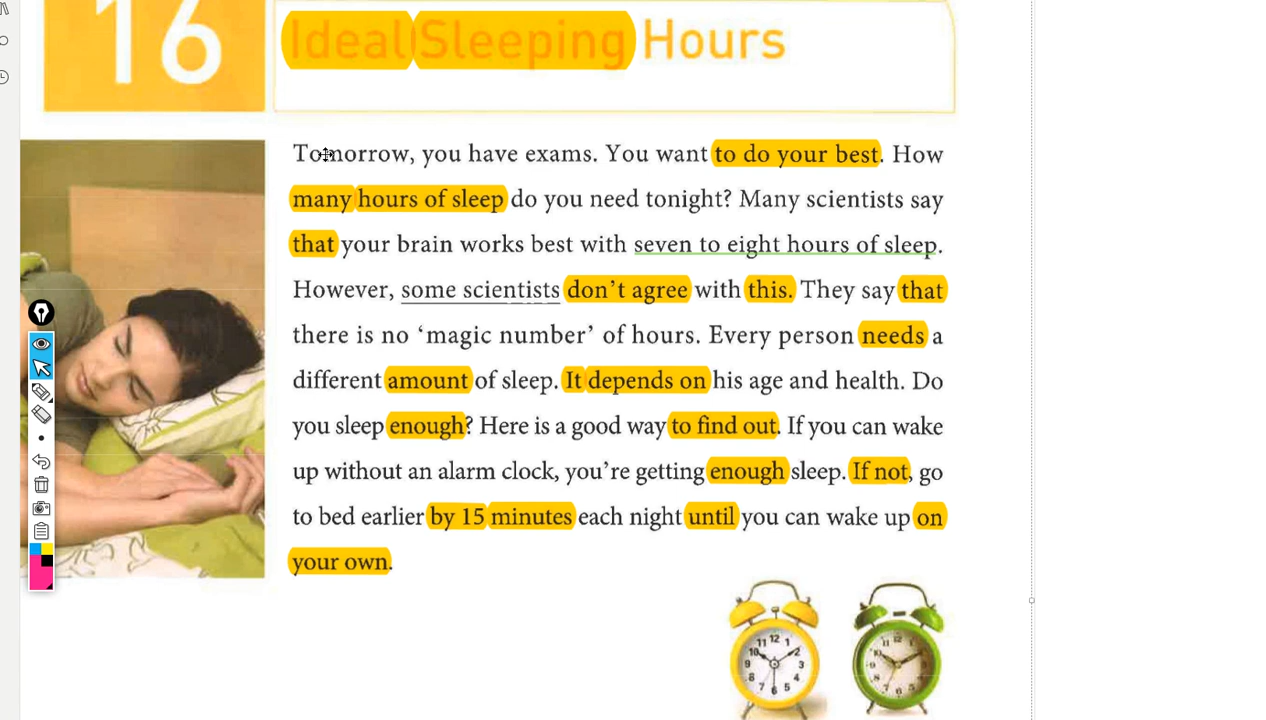 16
Ideal Sleeping Hours
Tomorrow, you have exams. You want to do your best. How
many hours of sleep do you need tonight? Many scientists say
that your brain works best with seven to eight hours of sleep.
However, some scientists don't agree with this. They say that
there is no 'magic number' of hours. Every person needs a
different amount of sleep. It depends on his age and health. Do
you sleep enough? Here is a good way to find out. If you can wake
up without an alarm clock, you're getting enough sleep. If not, go
to bed earlier by 15 minutes each night until you can wake up on
your own.